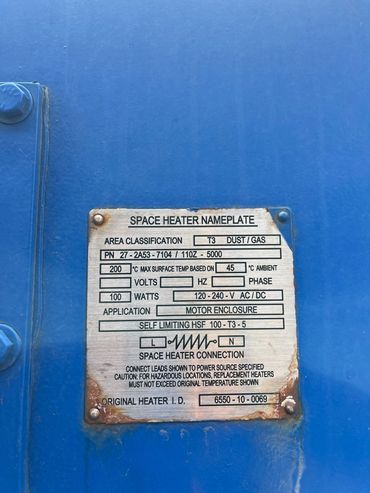 SPACE HEATER NAMEPLATE
AREA CLASSIFICATION T3 DUST / GAS
PN 27 - 2A53 - 7104 / 110Z - 5000
200 °C MAX SURFACE TEMP BASED ON 45 °C AMBIENT
VOLTS HZ PHASE
100 WATTS 120 - 240 - V AC / DC
APPLICATION MOTOR ENCLOSURE
SELF LIMITING HSF 100 - T3 - 5
L N
SPACE HEATER CONNECTION
CONNECT LEADS SHOWN TO POWER SOURCE SPECIFIED
CAUTION: FOR HAZARDOUS LOCATIONS, REPLACEMENT HEATERS
MUST NOT EXCEED ORIGINAL TEMPERATURE SHOWN
ORIGINAL HEATER I. D. 6550 - 10 - 0069